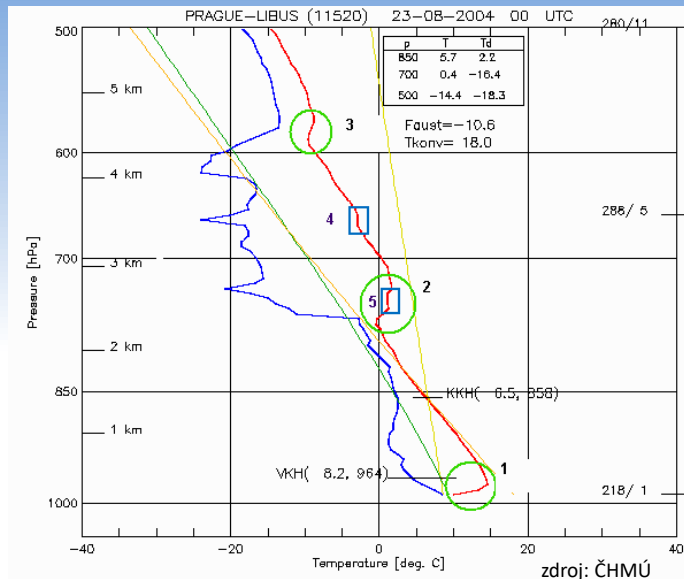 PRAGUE-LIBUS (11520) 23-08-2004 00 UTC
500
280/11
p T Td
850 5.7 2.2
700 0.4 -16.4
500 -14.4 -18.3
5 km
3
Faust=-10.6
Tkonv= 18.0
600
4 km
4
288/ 5
Pressure [hPa]
700
3 km
2
5
2 km
850
KKH( 6.5, 858)
1 km
1
VKH( 8.2, 964)
218/ 1
1000
-40 -20 0 20 40
Temperature [deg. C]
zdroj: ČHMÚ